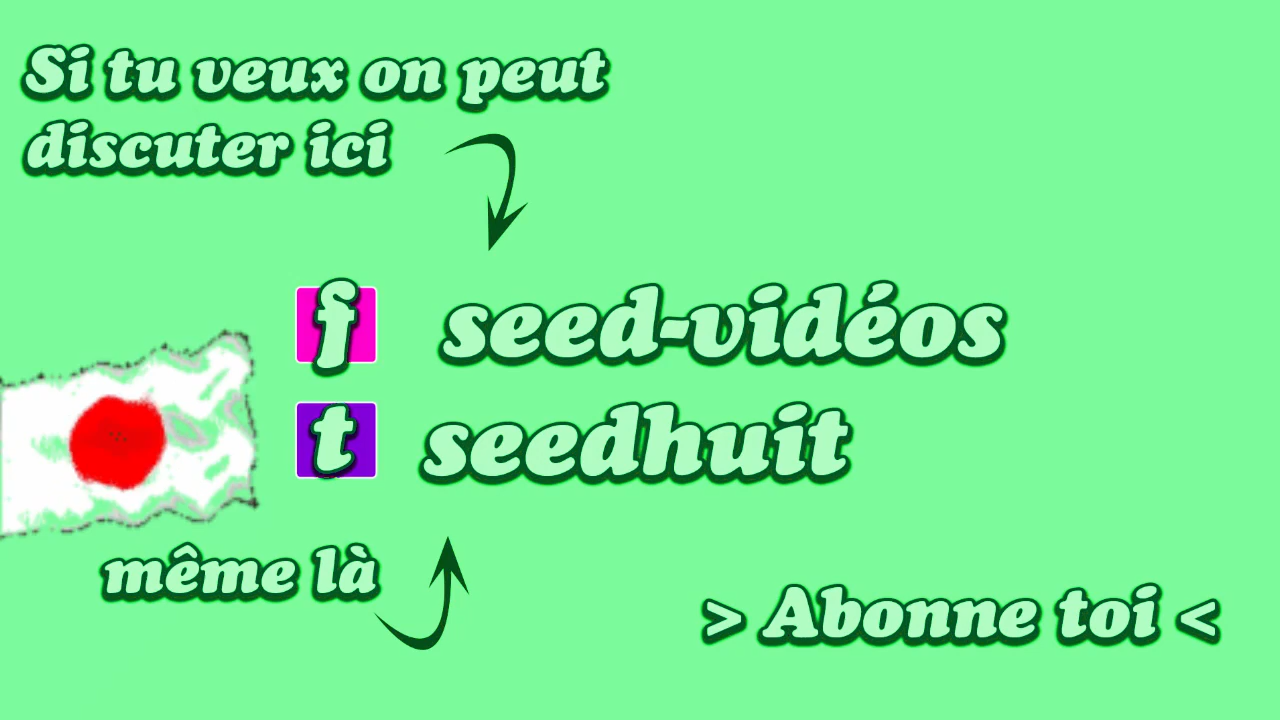 Si tu veux on peut
discuter ici
f seed-vidéos
t seedhuit
même là
> Abonne toi <